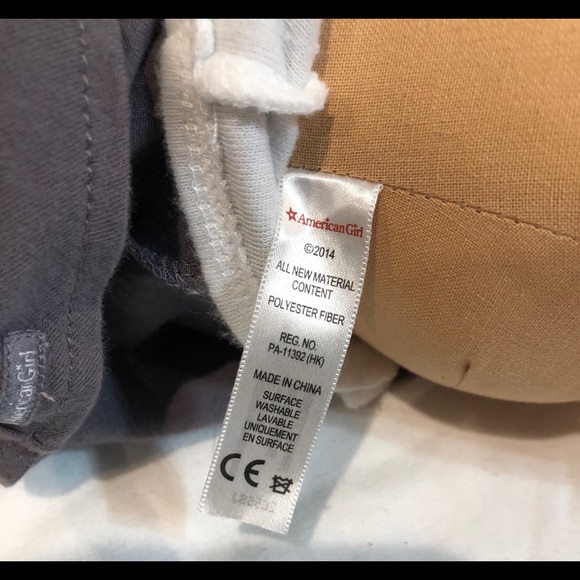 American Girl
©2014
ALL NEW MATERIAL
CONTENT
POLYESTER FIBER
REG. NO.
PA-11392 (HK)
MADE IN CHINA
SURFACE
WASHABLE
LAVABLE
UNIQUEMENT
EN SURFACE
CE